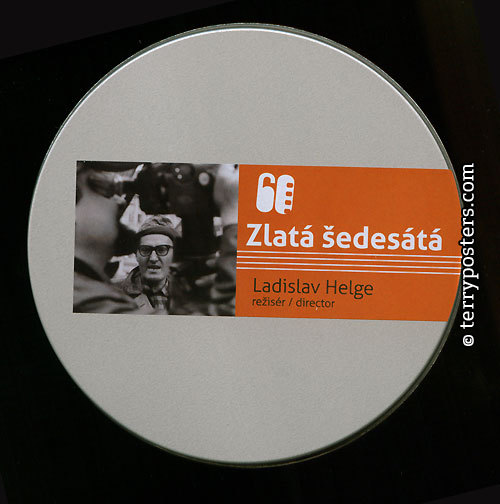 60
Zlatá šedesátá
Ladislav Helge
režisér / director
© terryposters.com